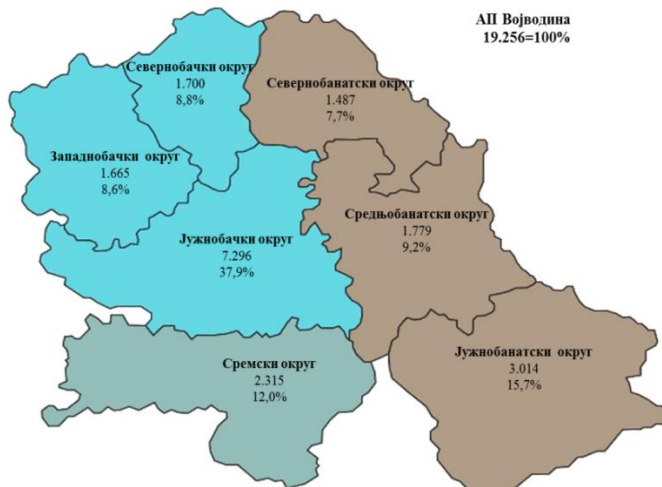 АП Војводина
19.256=100%
Севернобачки округ
1.700
8,8%
Севернобанатски округ
1.487
7,7%
Западнобачки округ
1.665
8,6%
Средњобанатски округ
1.779
9,2%
Јужнобачки округ
7.296
37,9%
Јужнобанатски округ
3.014
15,7%
Сремски округ
2.315
12,0%